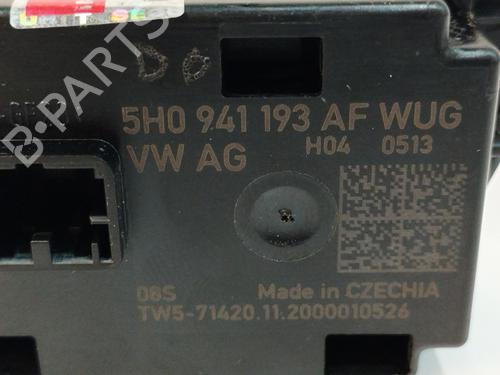 5H0 941 193 AF WUG
VW AG H04 0513
08S Made in CZECHIA
TW5-71420.11.2000010526
B-PARTS